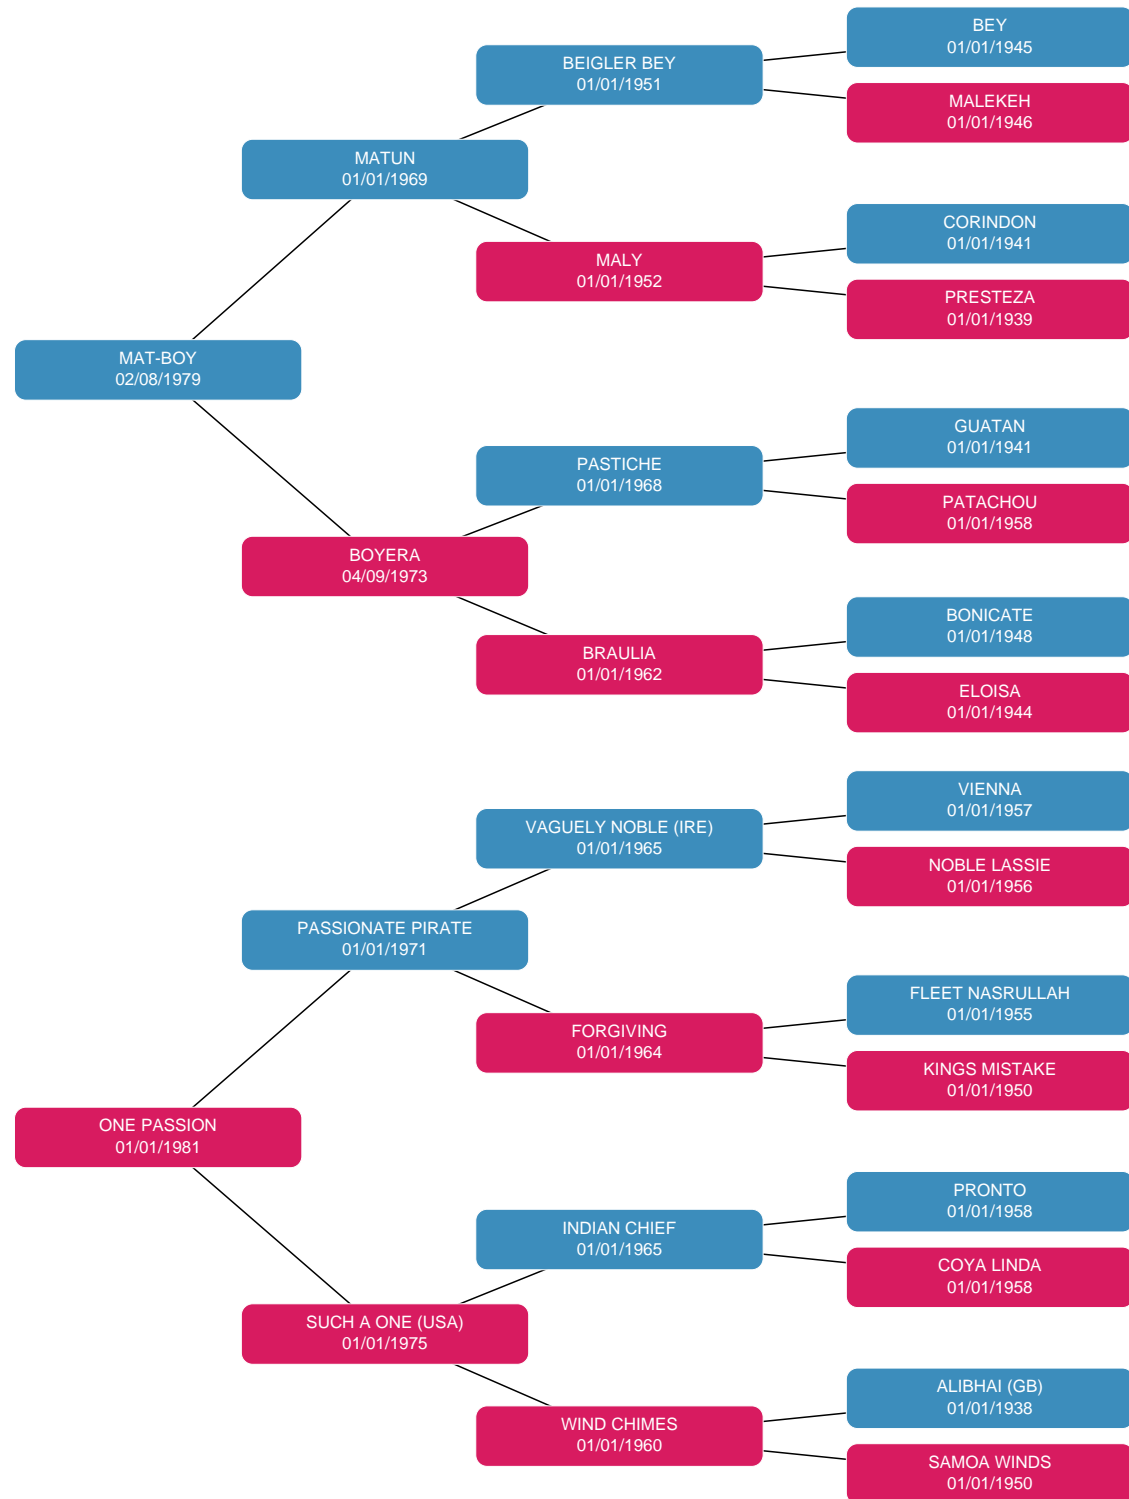 BEY
01/01/1945
BEIGLER BEY
01/01/1951
MALEKEH
01/01/1946
MATUN
01/01/1969
CORINDON
01/01/1941
MALY
01/01/1952
PRESTEZA
01/01/1939
MAT-BOY
02/08/1979
GUATAN
01/01/1941
PASTICHE
01/01/1968
PATACHOU
01/01/1958
BOYERA
04/09/1973
BONICATE
01/01/1948
BRAULIA
01/01/1962
ELOISA
01/01/1944
VIENNA
01/01/1957
VAGUELY NOBLE (IRE)
01/01/1965
NOBLE LASSIE
01/01/1956
PASSIONATE PIRATE
01/01/1971
FLEET NASRULLAH
01/01/1955
FORGIVING
01/01/1964
KINGS MISTAKE
01/01/1950
ONE PASSION
01/01/1981
PRONTO
01/01/1958
INDIAN CHIEF
01/01/1965
COYA LINDA
01/01/1958
SUCH A ONE (USA)
01/01/1975
ALIBHAI (GB)
01/01/1938
WIND CHIMES
01/01/1960
SAMOA WINDS
01/01/1950